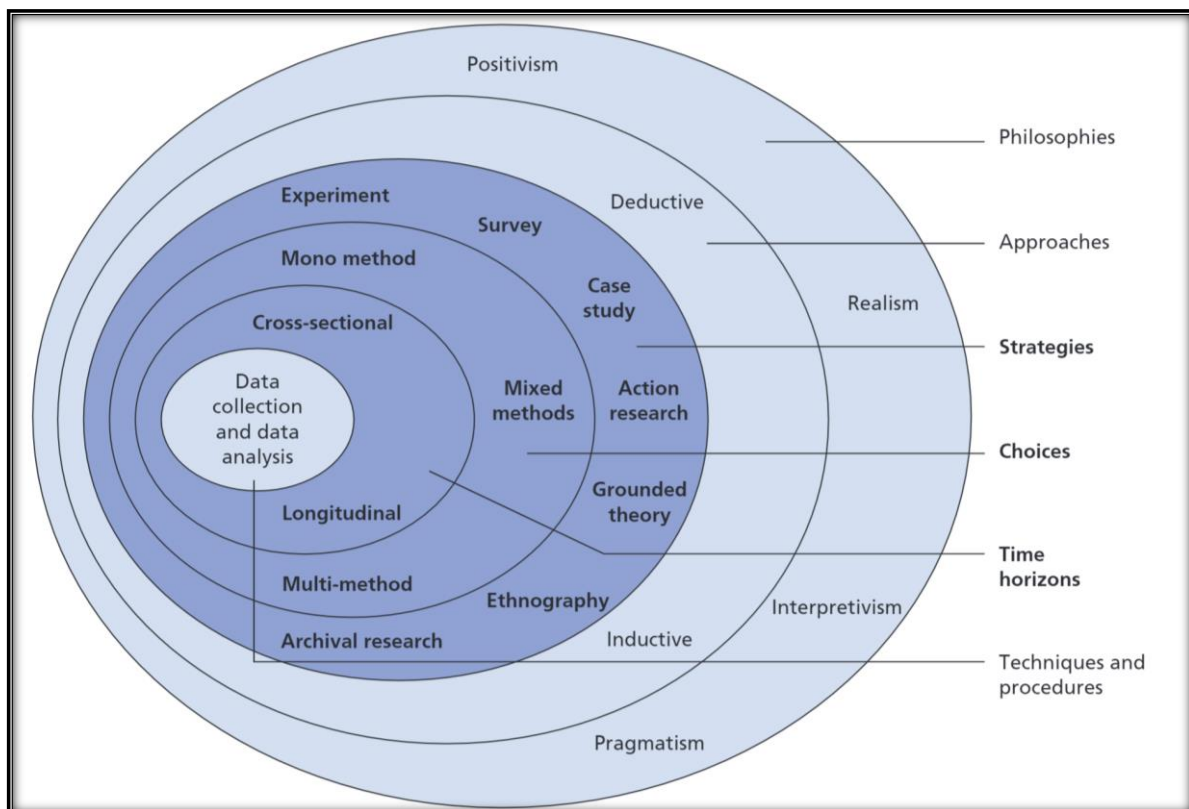 Positivism
Philosophies
Experiment
Deductive
Survey
Approaches
Mono method
Case
study
Realism
Cross-sectional
Strategies
Data
collection
and data
analysis
Mixed
methods
Action
research
Choices
Grounded
theory
Longitudinal
Time
horizons
Multi-method
Ethnography
Interpretivism
Archival research
Inductive
Techniques and
procedures
Pragmatism